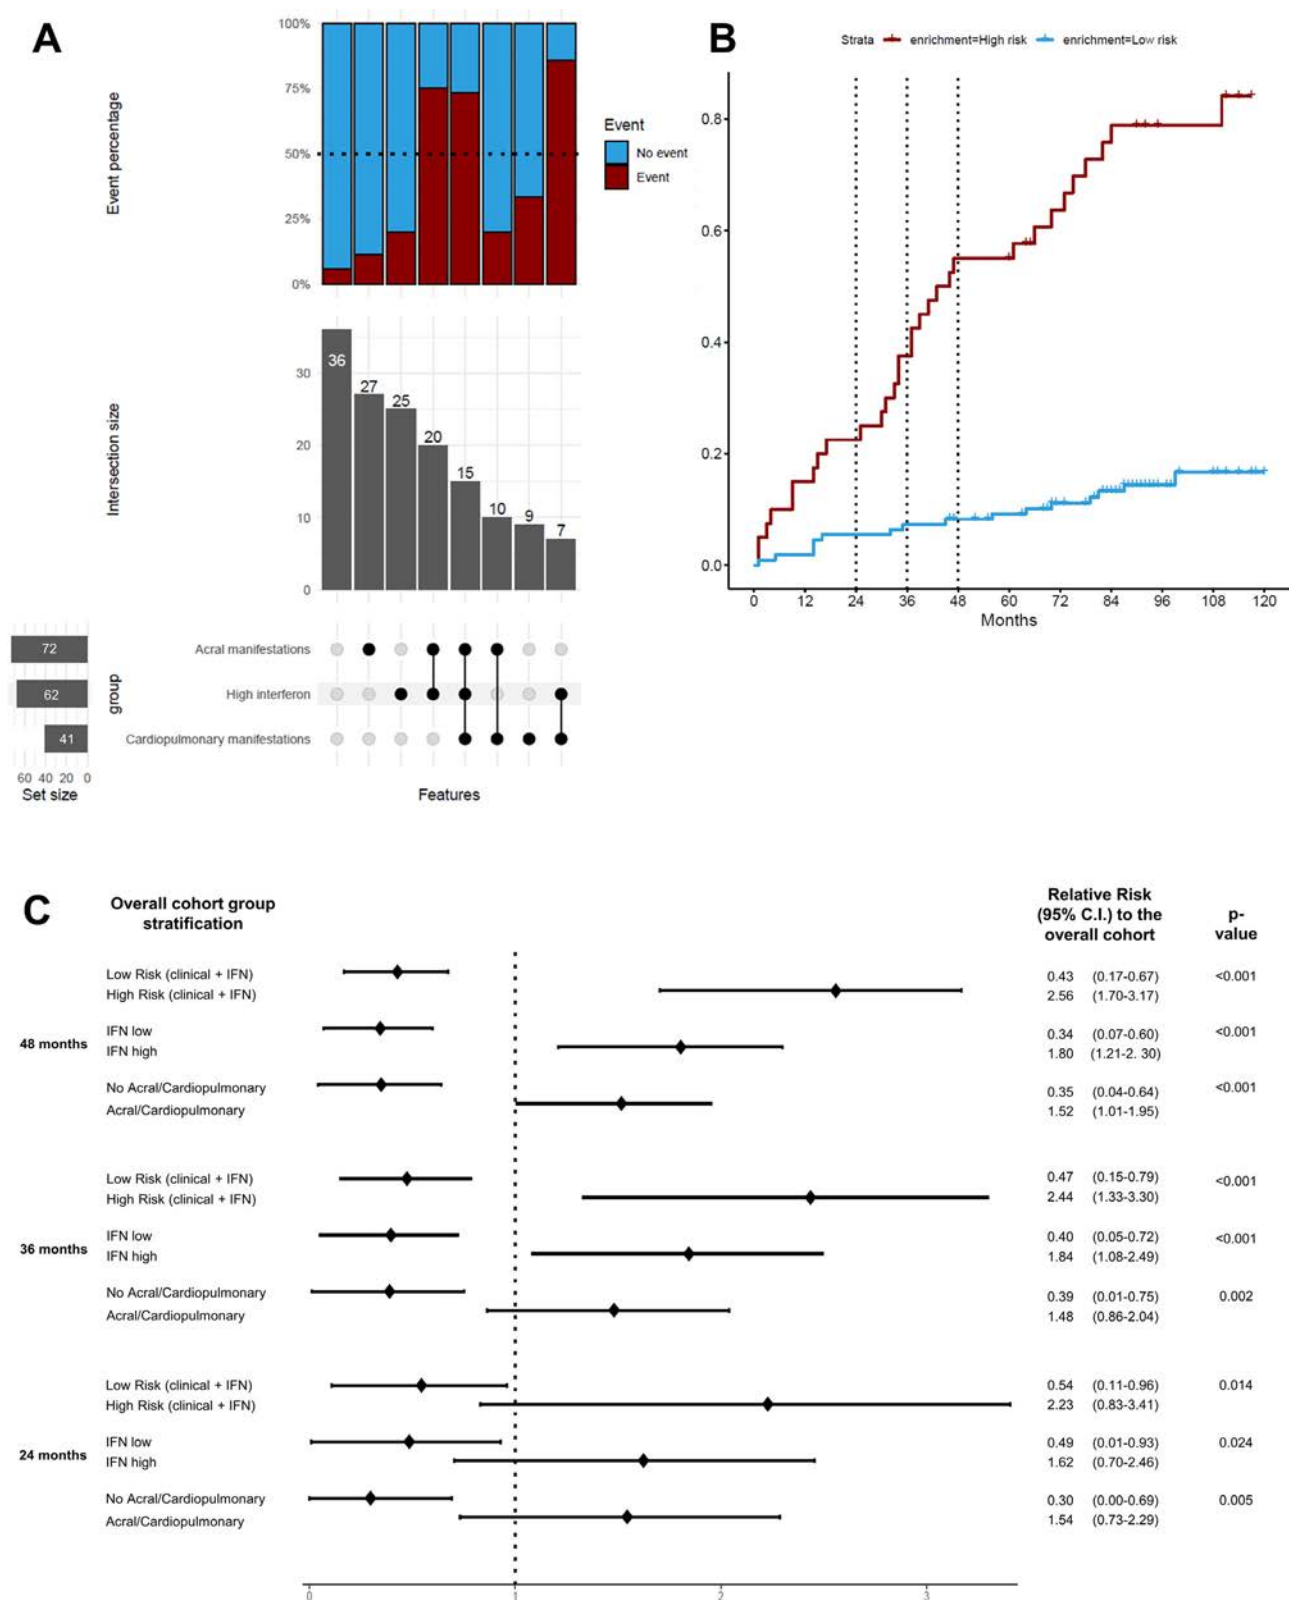 A
Event percentage
100%
75%
50%
25%
0%
Event
No event
Event
Intersection size
30
20
10
0
36
27
25
20
15
10
9
7
group
72
62
41
Acral manifestations
High interferon
Cardiopulmonary manifestations
60 40 20 0
Set size
Features
B
Strata enrichment=High risk enrichment=Low risk
0.8
0.6
0.4
0.2
0.0
0 12 24 36 48 60 72 84 96 108 120
Months
C
Overall cohort group
stratification
Relative Risk
(95% C.I.) to the
overall cohort
p-
value
48 months
Low Risk (clinical + IFN) 0.43 (0.17-0.67) <0.001
High Risk (clinical + IFN) 2.56 (1.70-3.17)
IFN low 0.34 (0.07-0.60) <0.001
IFN high 1.80 (1.21-2. 30)
No Acral/Cardiopulmonary 0.35 (0.04-0.64) <0.001
Acral/Cardiopulmonary 1.52 (1.01-1.95)
36 months
Low Risk (clinical + IFN) 0.47 (0.15-0.79) <0.001
High Risk (clinical + IFN) 2.44 (1.33-3.30)
IFN low 0.40 (0.05-0.72) <0.001
IFN high 1.84 (1.08-2.49)
No Acral/Cardiopulmonary 0.39 (0.01-0.75) 0.002
Acral/Cardiopulmonary 1.48 (0.86-2.04)
24 months
Low Risk (clinical + IFN) 0.54 (0.11-0.96) 0.014
High Risk (clinical + IFN) 2.23 (0.83-3.41)
IFN low 0.49 (0.01-0.93) 0.024
IFN high 1.62 (0.70-2.46)
No Acral/Cardiopulmonary 0.30 (0.00-0.69) 0.005
Acral/Cardiopulmonary 1.54 (0.73-2.29)
0 1 2 3